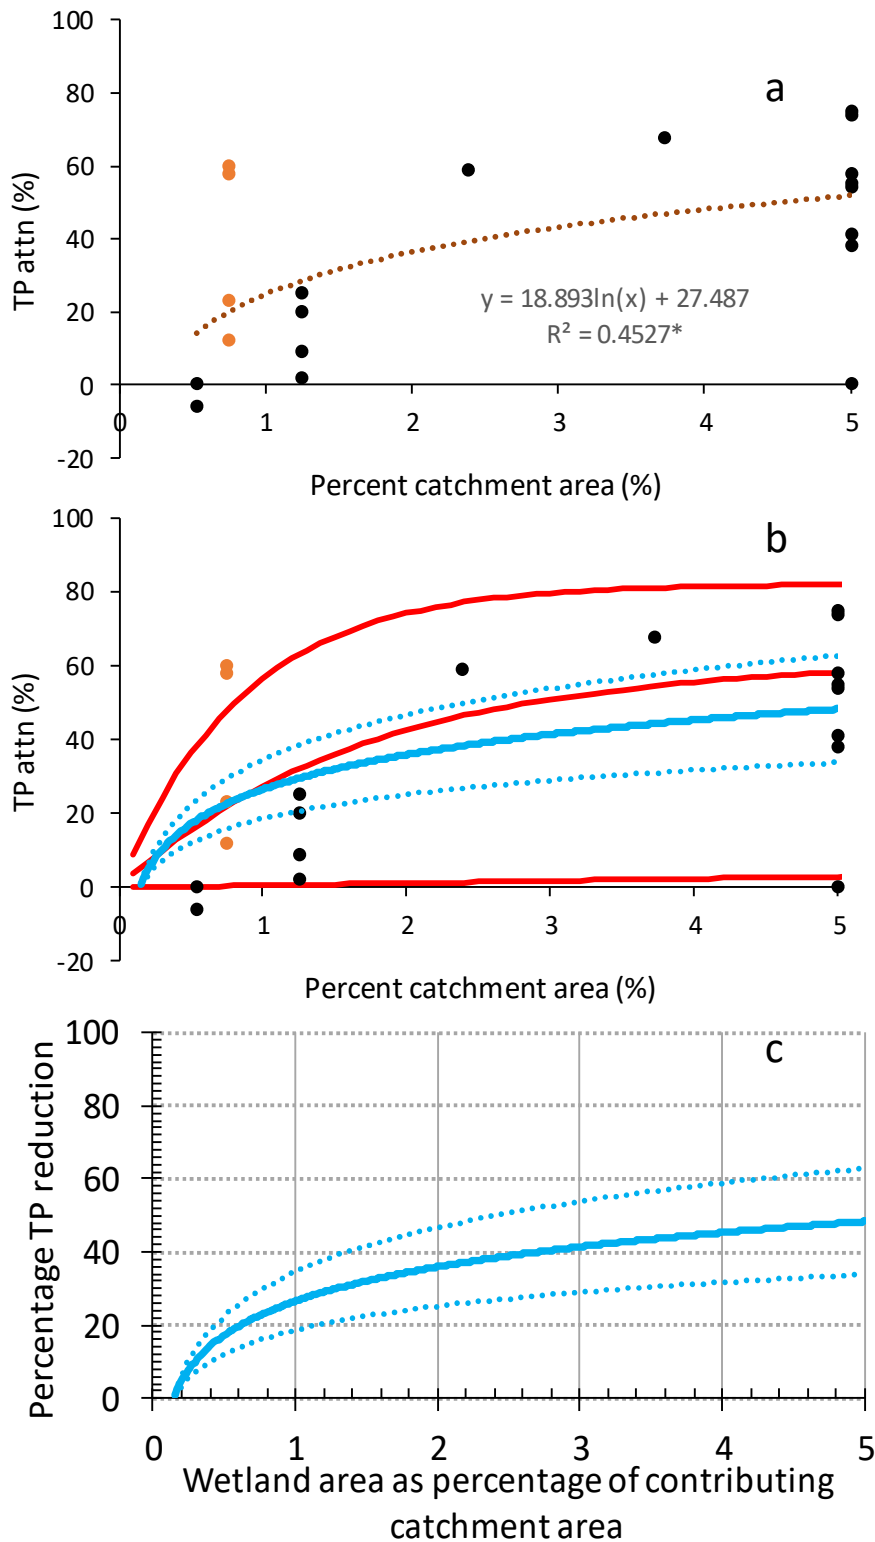 100
a
80
60
TP attn (%)
40
y = 18.893ln(x) + 27.487
R² = 0.4527*
20
0
0 1 2 3 4 5
-20
Percent catchment area (%)
100
b
80
60
TP attn (%)
40
20
0
0 1 2 3 4 5
-20
Percent catchment area (%)
100
c
80
60
Percentage TP reduction
40
20
0
0 1 2 3 4 5
Wetland area as percentage of contributing
catchment area